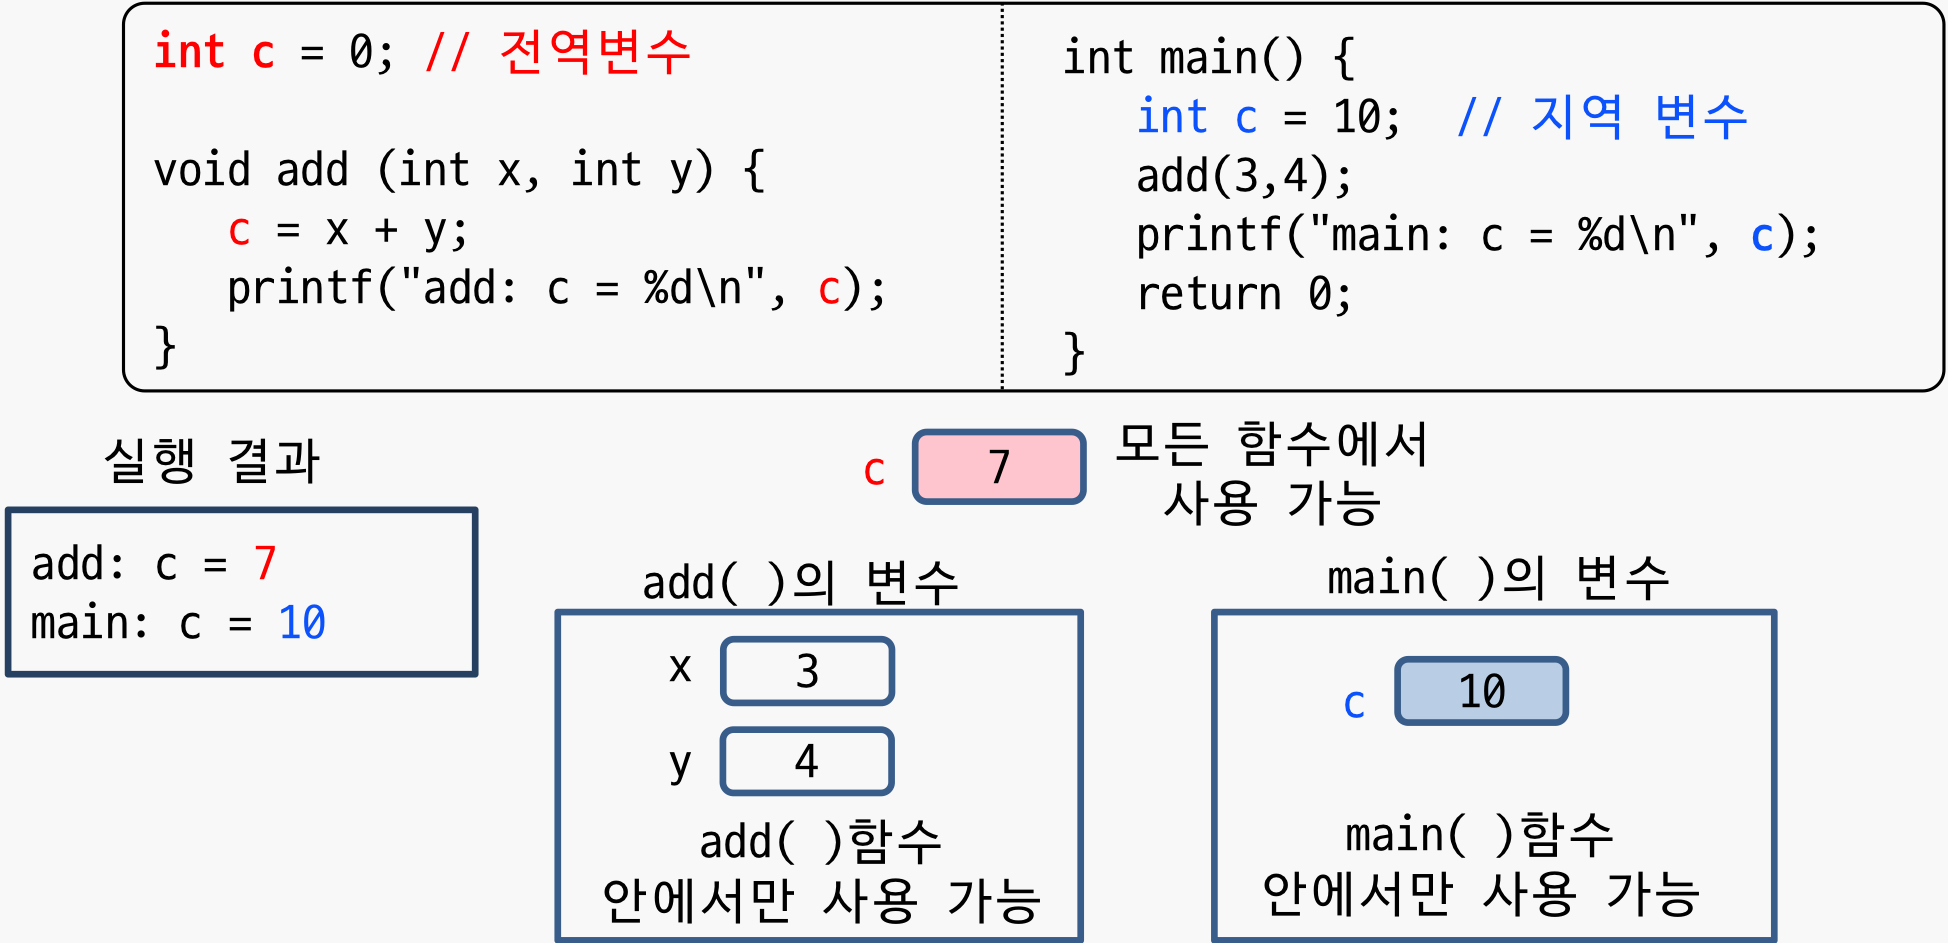 int c = 0; // 전역변수
void add (int x, int y) {
c = x + y;
printf("add: c = %d\n", c);
}
int main() {
int c = 10; // 지역 변수
add(3,4);
printf("main: c = %d\n", c);
return 0;
}
실행 결과
add: c = 7
main: c = 10
c 7 모든 함수에서
사용 가능
add( )의 변수
x 3
y 4
add( )함수
안에서만 사용 가능
main( )의 변수
c 10
main( )함수
안에서만 사용 가능